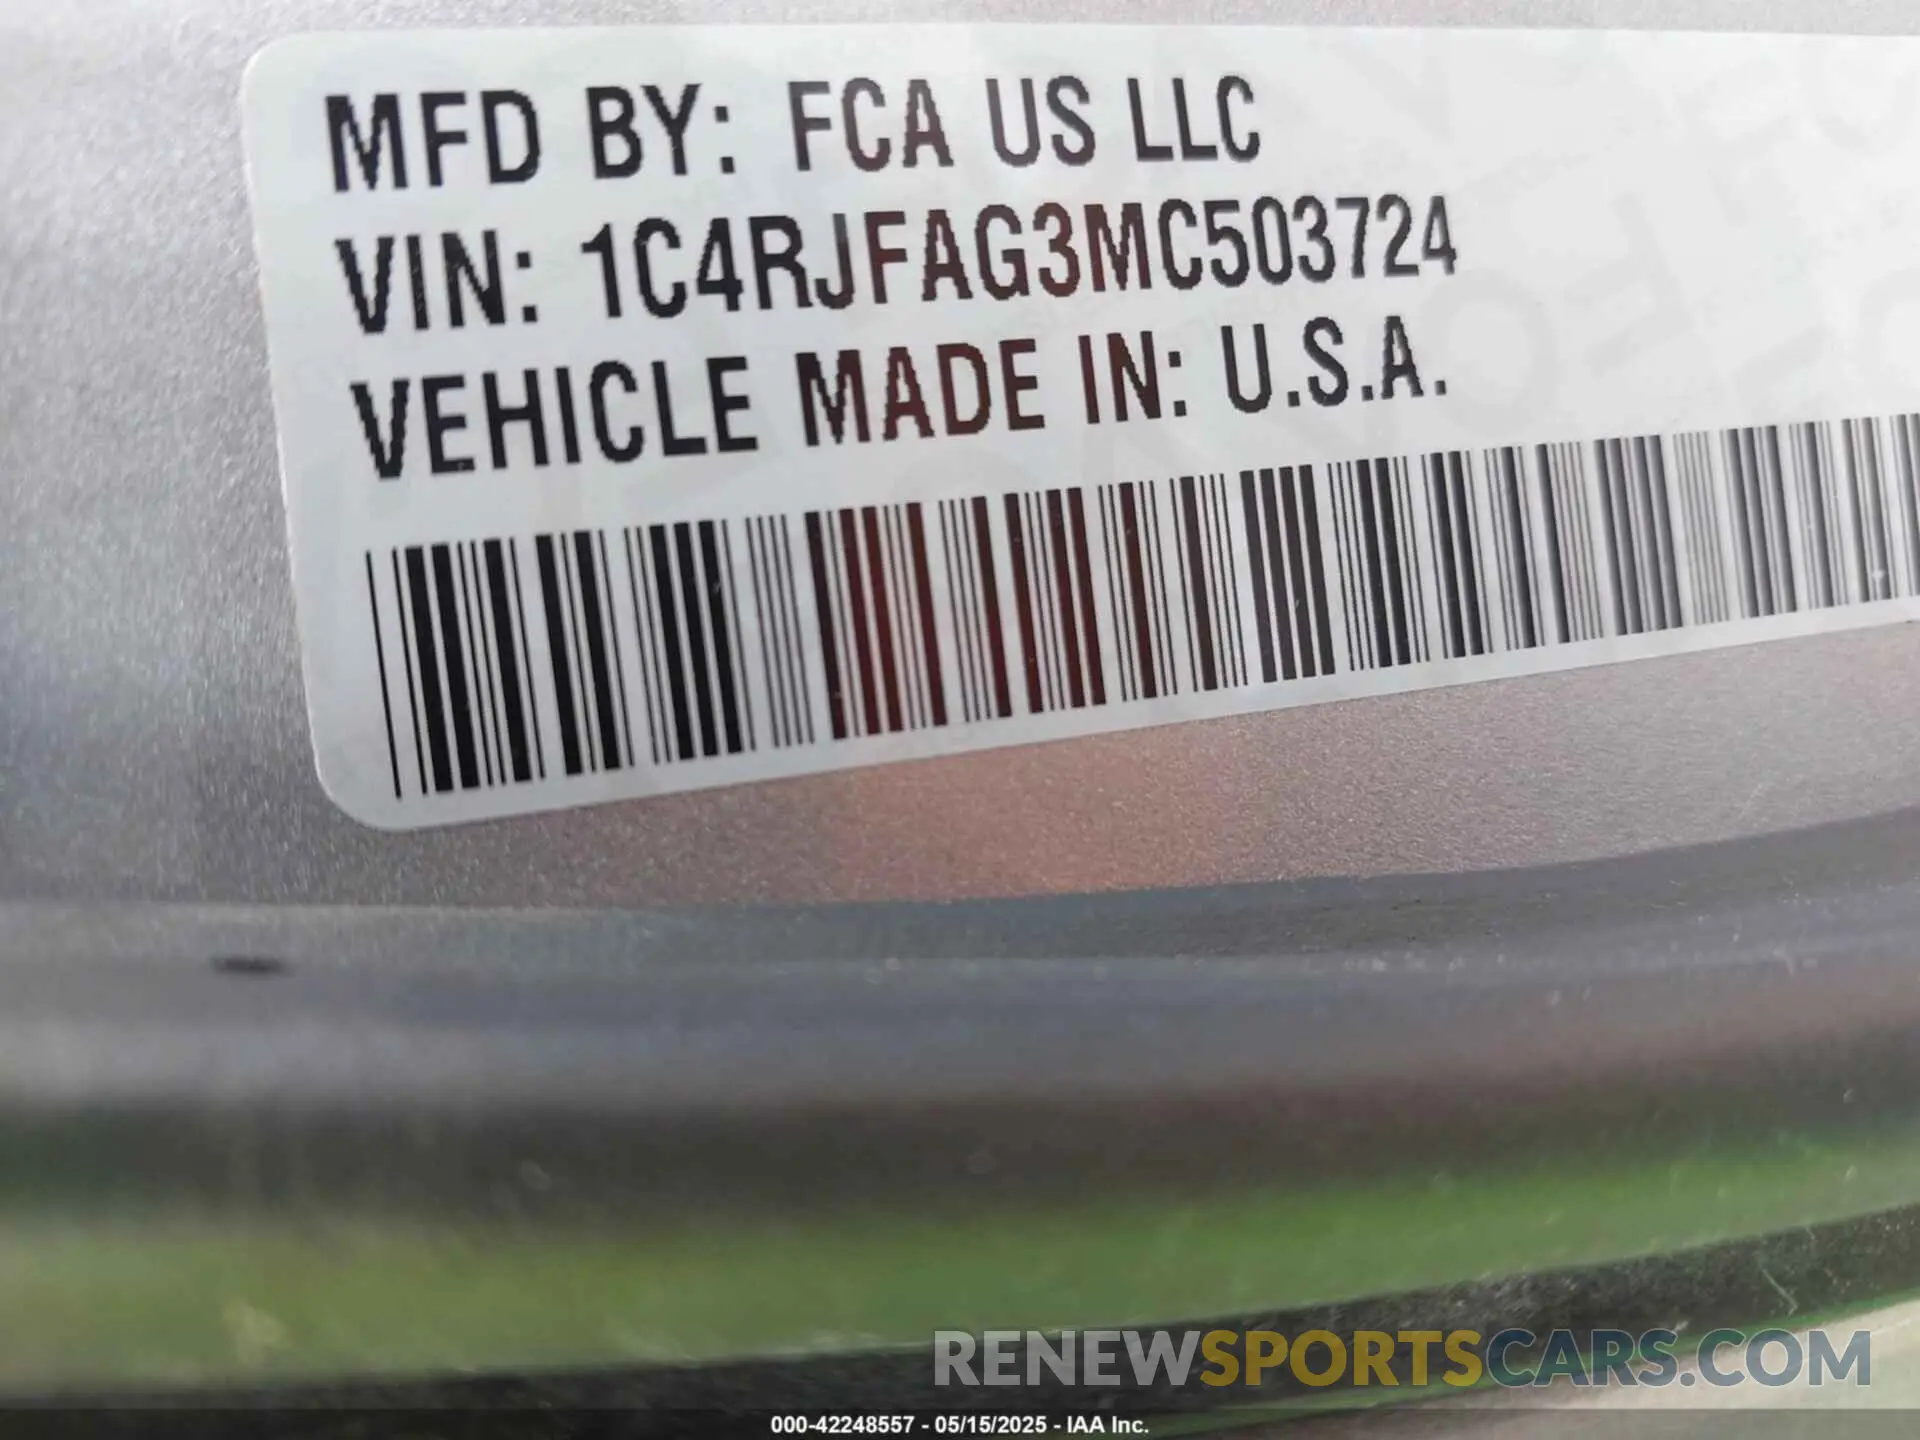 MFD BY: FCA US LLC
VIN: 1C4RJFAG3MC503724
VEHICLE MADE IN: U.S.A.
RENEWSPORTSCARS.COM
000-42248557 - 05/15/2025 - IAA Inc.